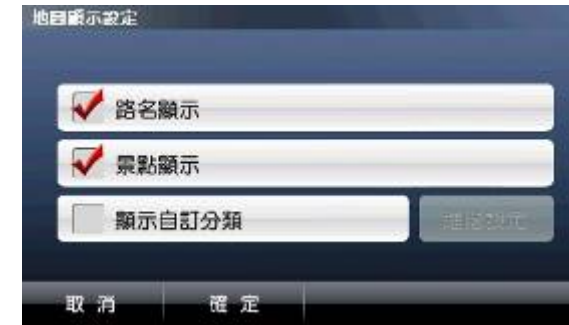 地圖顯示設定
路名顯示
景點顯示
顯示自訂分類
取 消
確 定